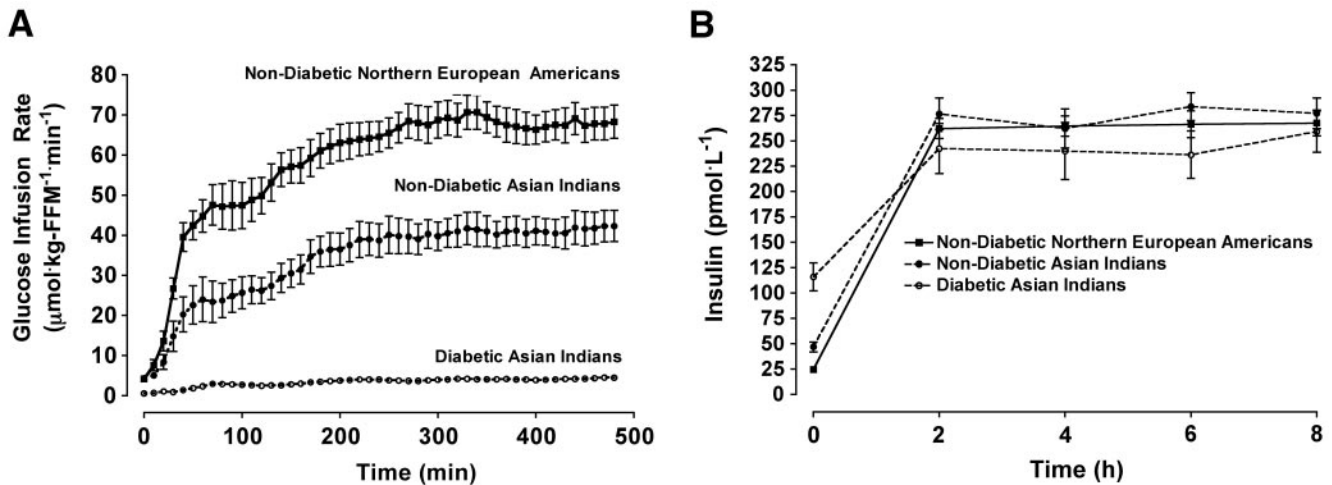 A
Non-Diabetic Northern European Americans
Non-Diabetic Asian Indians
Diabetic Asian Indians
Glucose Infusion Rate
(µmol·kg-FFM⁻¹·min⁻¹)
80
70
60
50
40
30
20
10
0
0 100 200 300 400 500
Time (min)
B
Insulin (pmol·L⁻¹)
325
300
275
250
225
200
175
150
125
100
75
50
25
0
Non-Diabetic Northern European Americans
Non-Diabetic Asian Indians
Diabetic Asian Indians
0 2 4 6 8
Time (h)